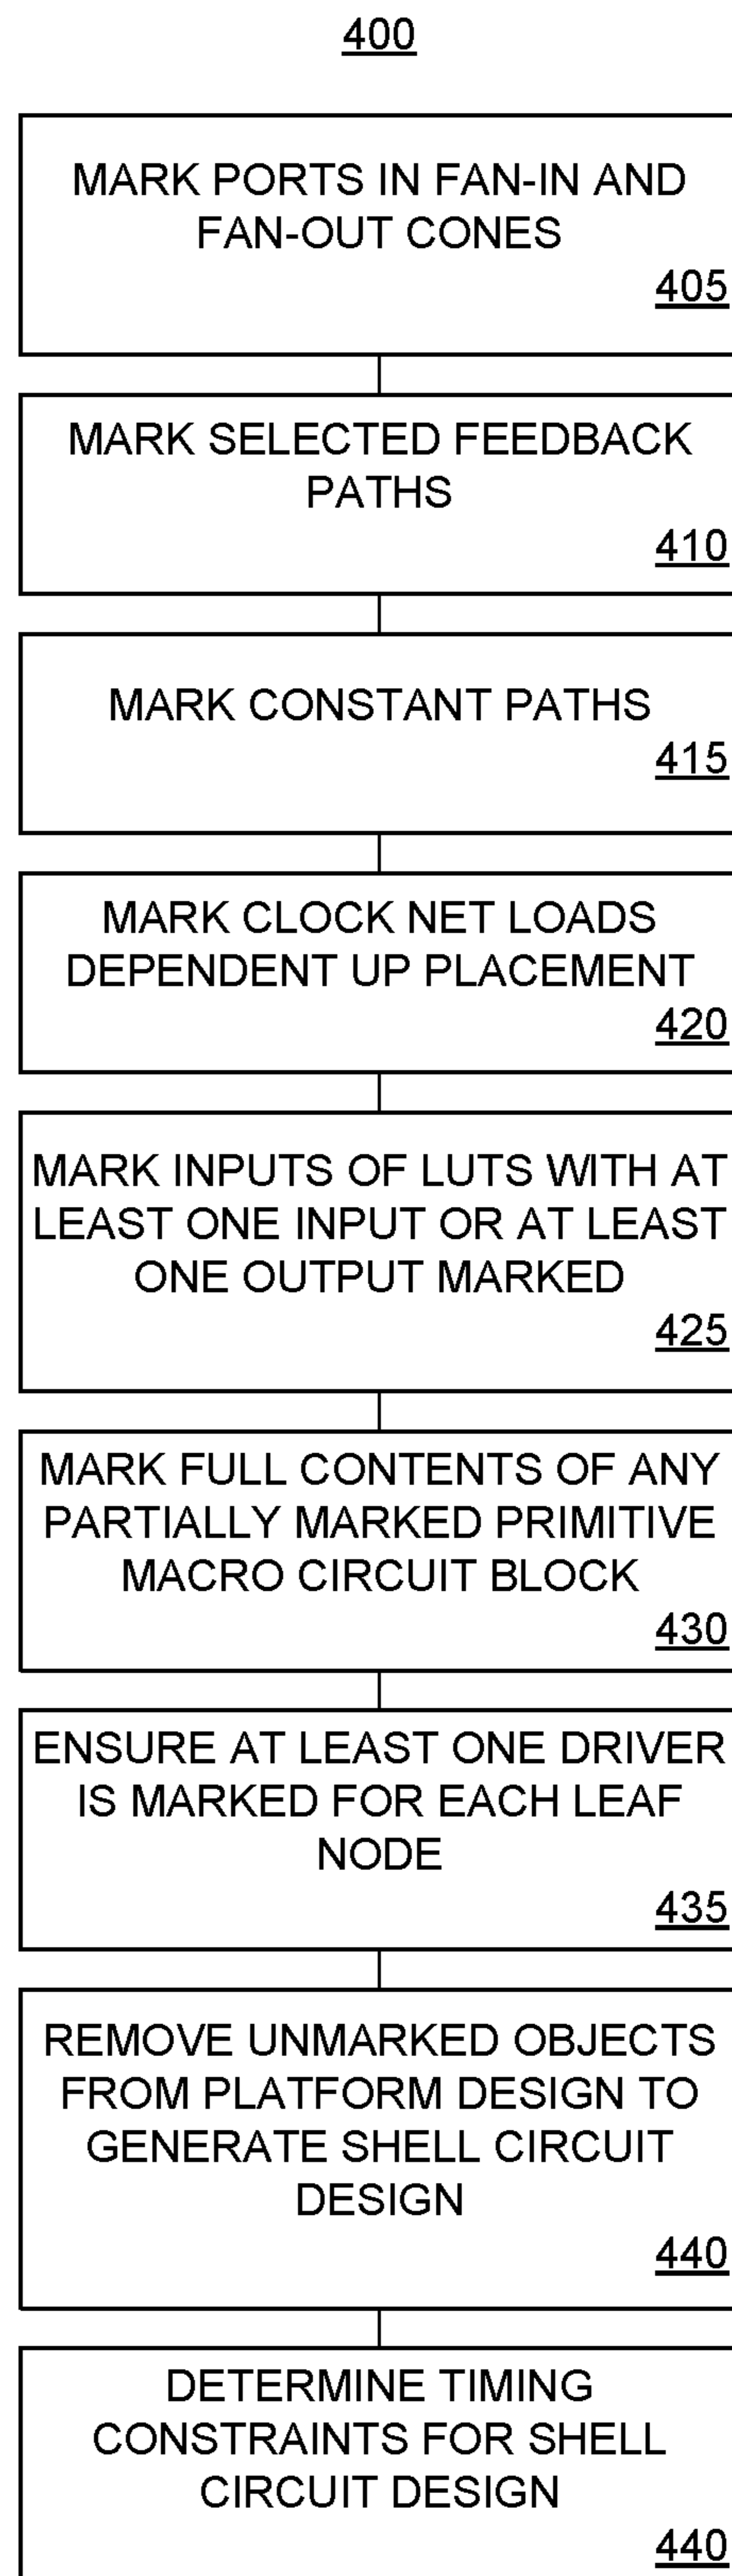 400
MARK PORTS IN FAN-IN AND
FAN-OUT CONES
405
MARK SELECTED FEEDBACK
PATHS
410
MARK CONSTANT PATHS
415
MARK CLOCK NET LOADS
DEPENDENT UP PLACEMENT
420
MARK INPUTS OF LUTS WITH AT
LEAST ONE INPUT OR AT LEAST
ONE OUTPUT MARKED
425
MARK FULL CONTENTS OF ANY
PARTIALLY MARKED PRIMITIVE
MACRO CIRCUIT BLOCK
430
ENSURE AT LEAST ONE DRIVER
IS MARKED FOR EACH LEAF
NODE
435
REMOVE UNMARKED OBJECTS
FROM PLATFORM DESIGN TO
GENERATE SHELL CIRCUIT
DESIGN
440
DETERMINE TIMING
CONSTRAINTS FOR SHELL
CIRCUIT DESIGN
440